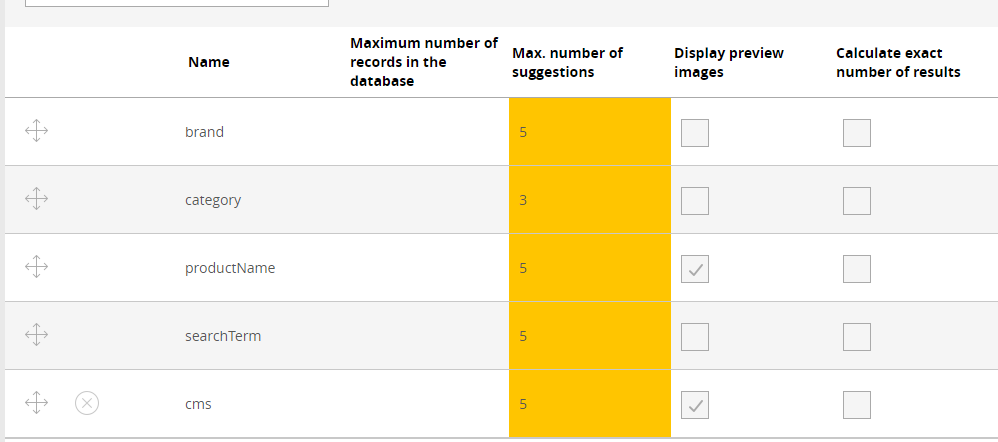 Name
Maximum number of
records in the
database
Max. number of
suggestions
Display preview
images
Calculate exact
number of results
brand
5
category
3
productName
5
searchTerm
5
cms
5